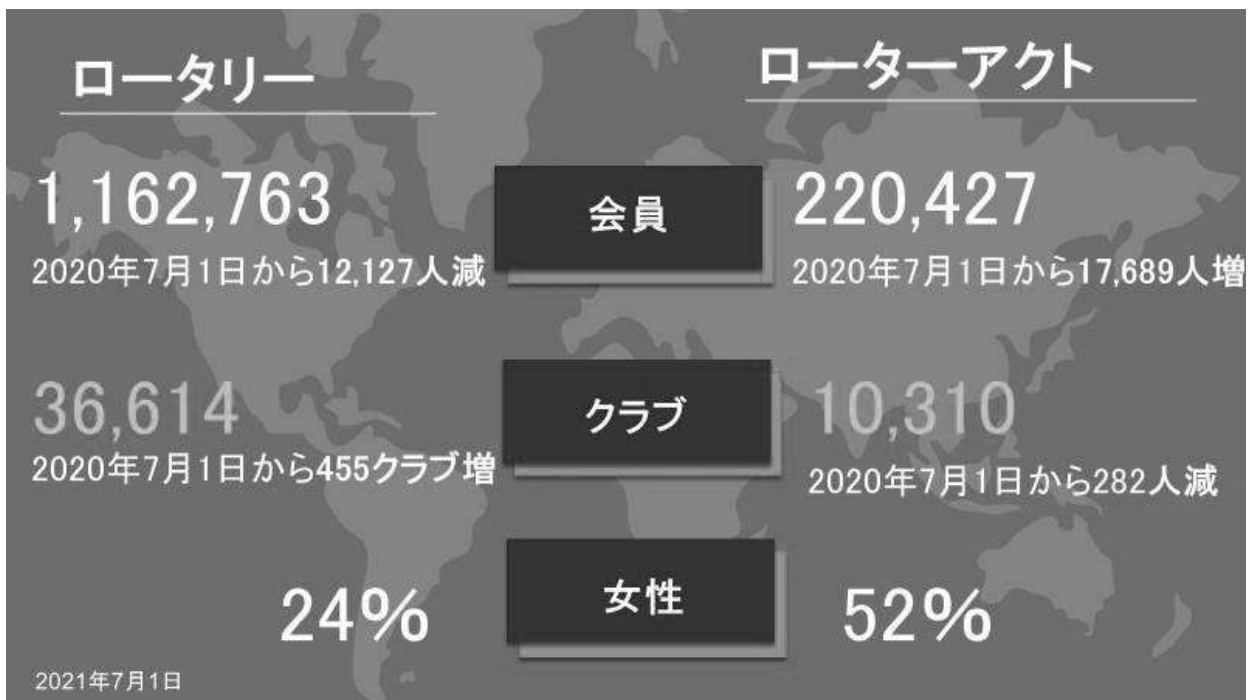 ロータリー
ローターアクト
1,162,763
会員
220,427
2020年7月1日から12,127人減
2020年7月1日から17,689人増
36,614
クラブ
10,310
2020年7月1日から455クラブ増
2020年7月1日から282人減
24%
女性
52%
2021年7月1日